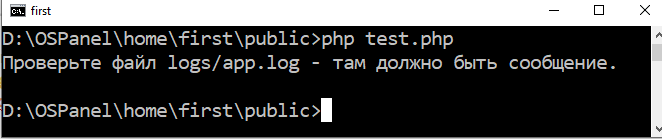 first
D:\OSPanel\home\first\public>php test.php
Проверьте файл logs/app.log - там должно быть сообщение.
D:\OSPanel\home\first\public>